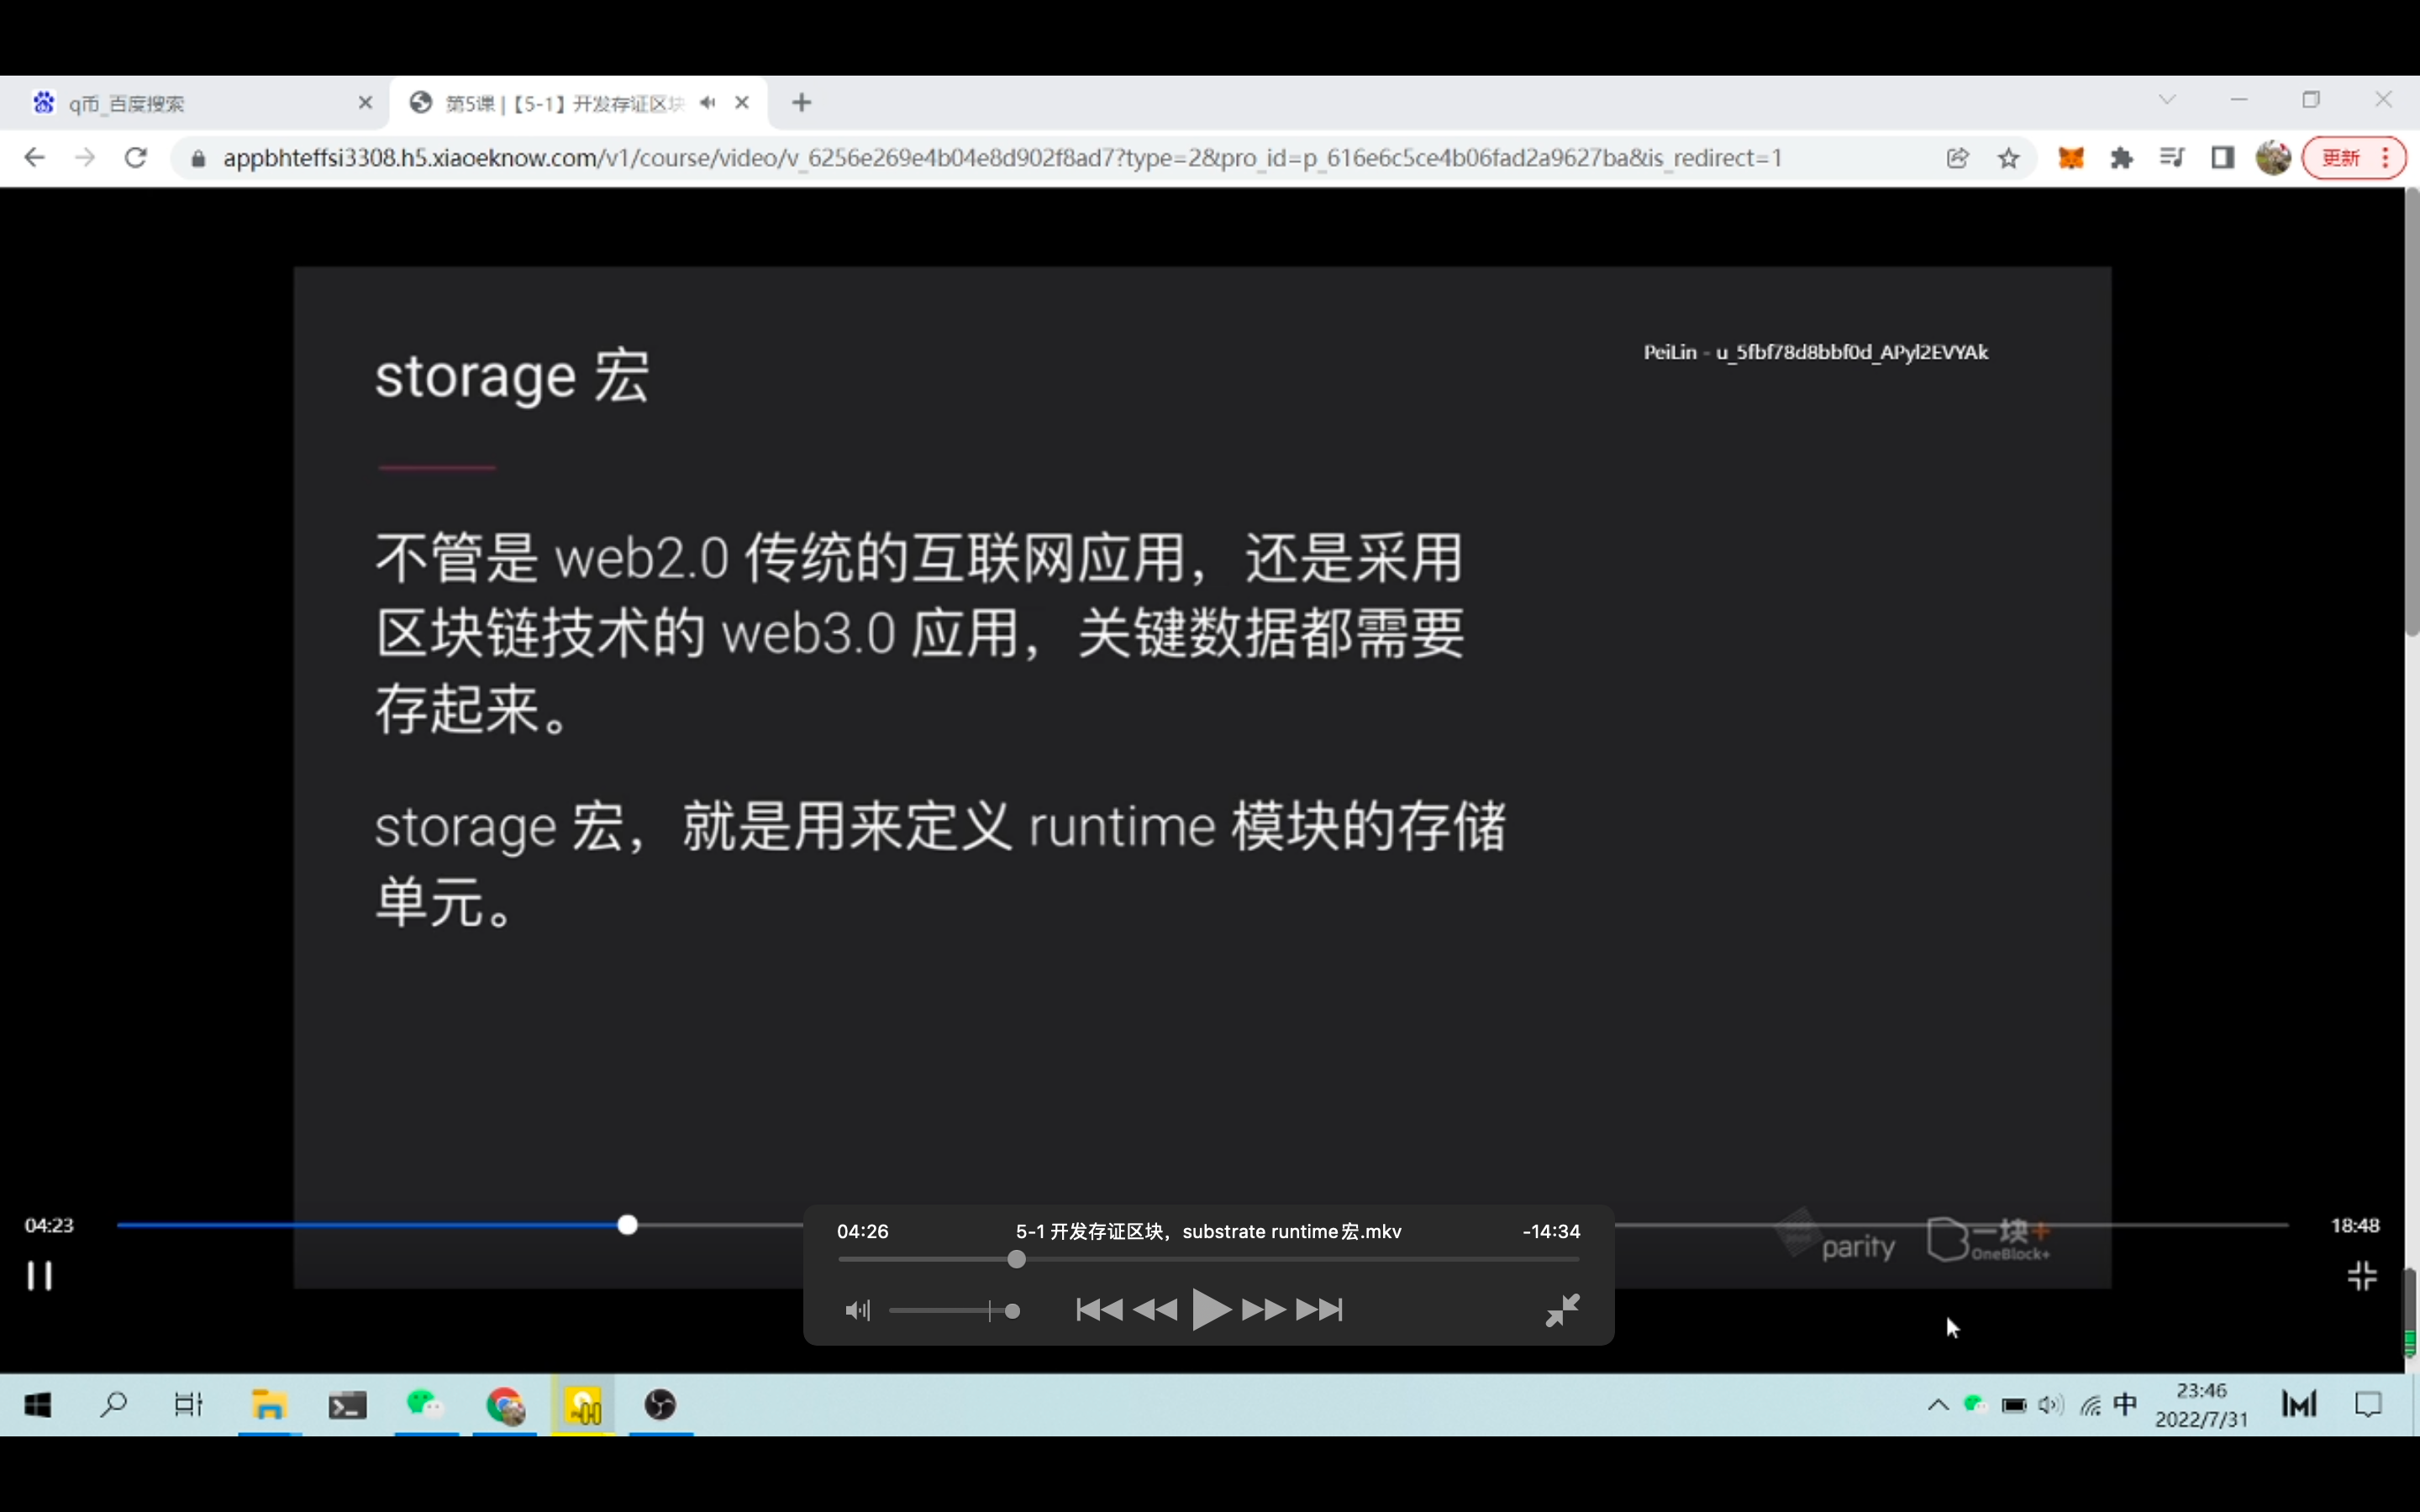 q币_百度搜索
第5课 |【5-1】开发存证区块
appbhteffsi3308.h5.xiaoeknow.com/v1/course/video/v_6256e269e4b04e8d902f8ad7?type=2&pro_id=p_616e6c5ce4b06fad2a9627ba&is_redirect=1
更新
storage 宏
PeiLin - u_5fbf78d8bbf0d_APyl2EVYAk
不管是 web2.0 传统的互联网应用，还是采用
区块链技术的 web3.0 应用，关键数据都需要
存起来。
storage 宏，就是用来定义 runtime 模块的存储
单元。
04:23
18:48
04:26
5-1 开发存证区块，substrate runtime宏.mkv
-14:34
parity
一块+
OneBlock+
中
23:46
2022/7/31